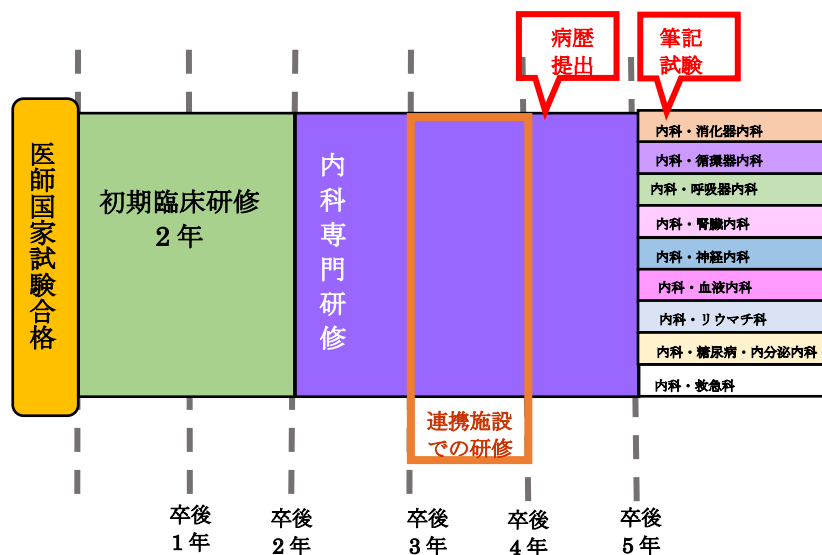 病歴
提出
筆記
試験
医師国家試験合格
初期臨床研修
2 年
内科専門研修
内科・消化器内科
内科・循環器内科
内科・呼吸器内科
内科・腎臓内科
内科・神経内科
内科・血液内科
内科・リウマチ科
内科・糖尿病・内分泌内科
内科・救急科
連携施設
での研修
卒後
1 年
卒後
2 年
卒後
3 年
卒後
4 年
卒後
5 年